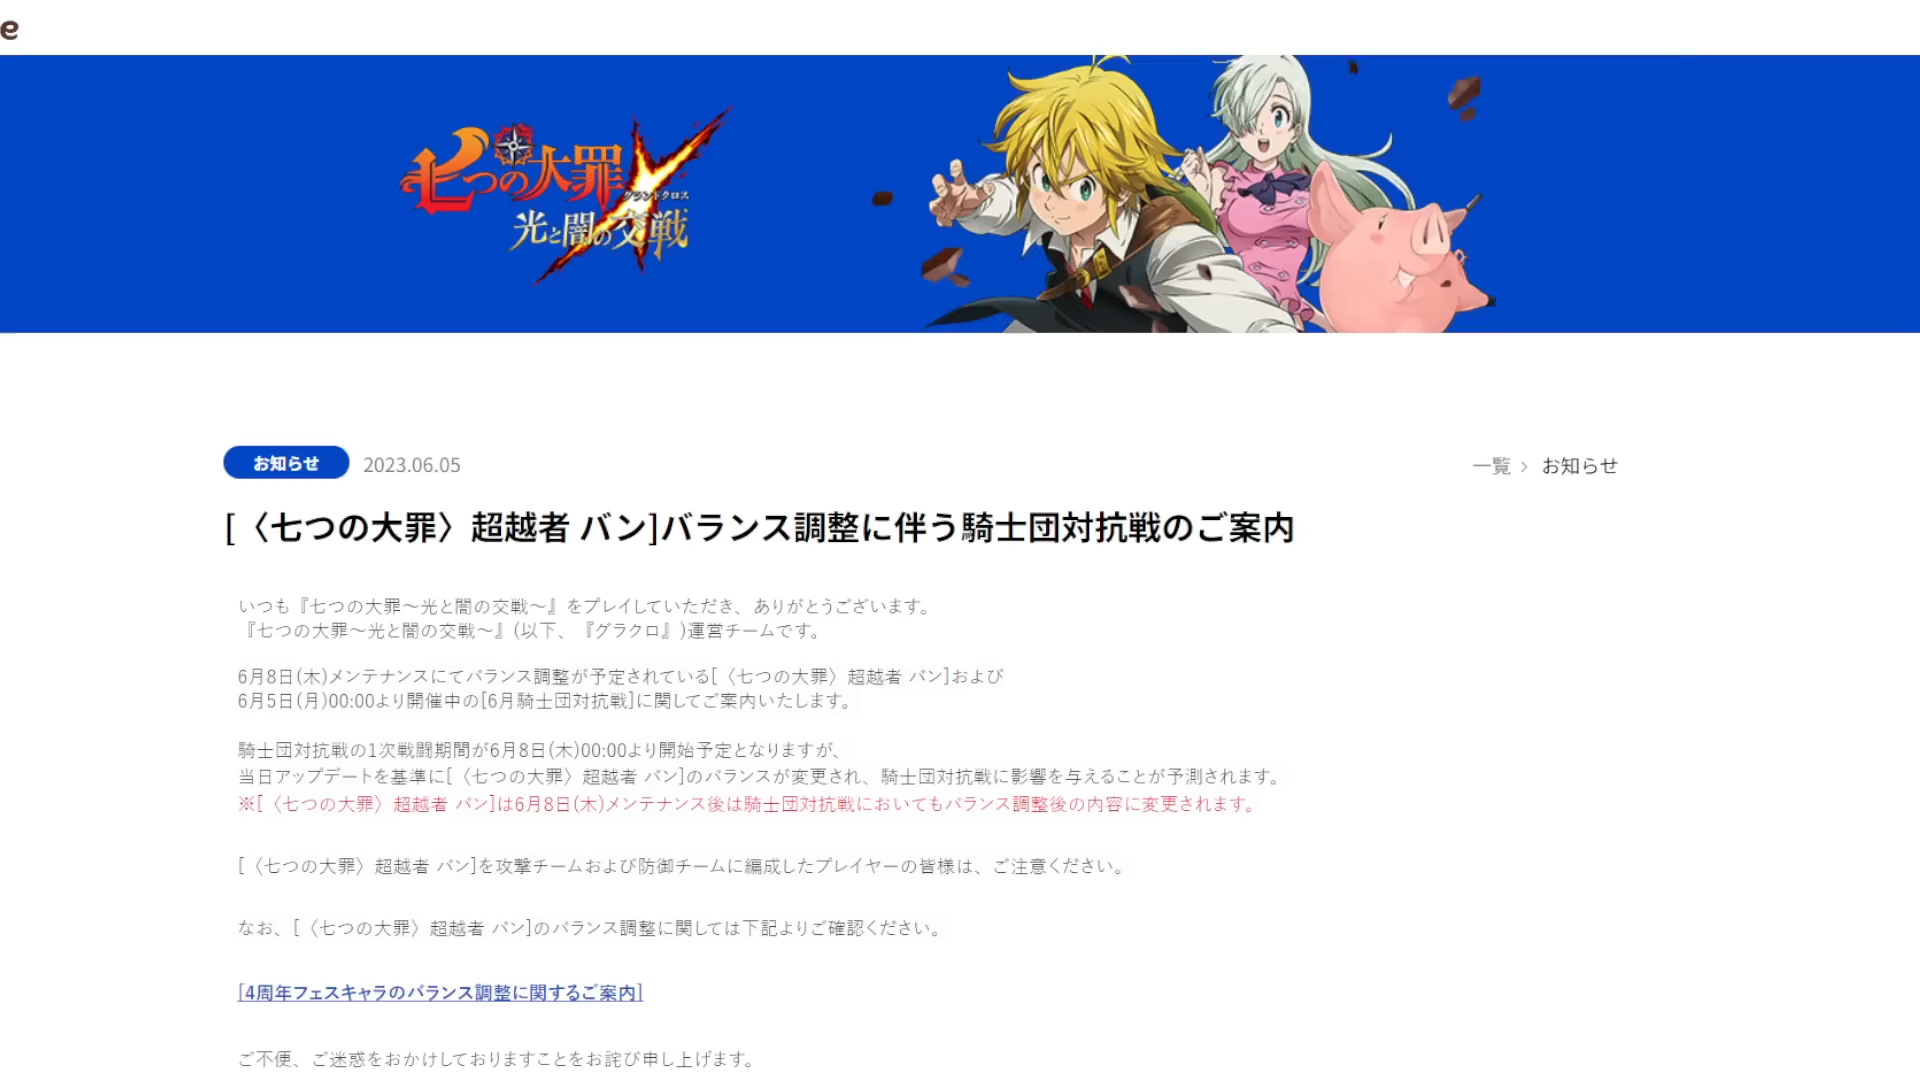 e
七つの大罪
グランドクロス
光と闇の交戦
お知らせ 2023.06.05
一覧 > お知らせ
[〈七つの大罪〉超越者 バン]バランス調整に伴う騎士団対抗戦のご案内
いつも『七つの大罪～光と闇の交戦～』をプレイしていただき、ありがとうございます。
『七つの大罪～光と闇の交戦～』(以下、『グラクロ』)運営チームです。
6月8日(木)メンテナンスにてバランス調整が予定されている[〈七つの大罪〉超越者 バン]および
6月5日(月)00:00より開催中の[6月騎士団対抗戦]に関してご案内いたします。
騎士団対抗戦の1次戦闘期間が6月8日(木)00:00より開始予定となりますが、
当日アップデートを基準に[〈七つの大罪〉超越者 バン]のバランスが変更され、騎士団対抗戦に影響を与えることが予測されます。
※[〈七つの大罪〉超越者 バン]は6月8日(木)メンテナンス後は騎士団対抗戦においてもバランス調整後の内容に変更されます。
[〈七つの大罪〉超越者 バン]を攻撃チームおよび防御チームに編成したプレイヤーの皆様は、ご注意ください。
なお、[〈七つの大罪〉超越者 バン]のバランス調整に関しては下記よりご確認ください。
[4周年フェスキャラのバランス調整に関するご案内]
ご不便、ご迷惑をおかけしておりますことをお詫び申し上げます。